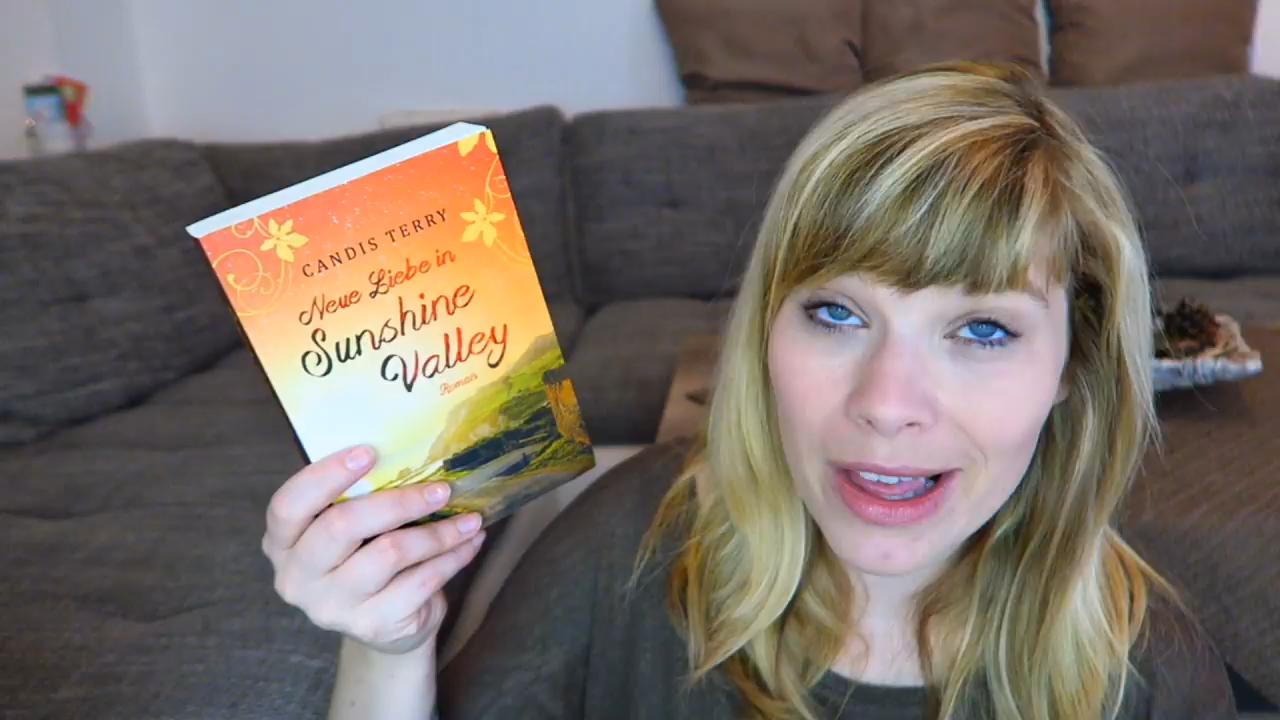 CANDIS TERRY
Neue Liebe in
Sunshine
Valley
Roman